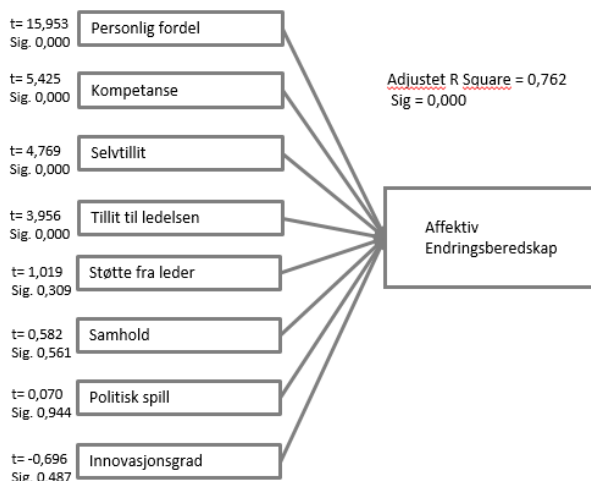 t= 15,953
Sig. 0,000
Personlig fordel
t= 5,425
Sig. 0,000
Kompetanse
Adjustet R Square = 0,762
Sig = 0,000
t= 4,769
Sig. 0,000
Selvtillit
t= 3,956
Sig. 0,000
Tillit til ledelsen
Affektiv
Endringsberedskap
t= 1,019
Sig. 0,309
Støtte fra leder
t= 0,582
Sig. 0,561
Samhold
t= 0,070
Sig. 0,944
Politisk spill
t= -0,696
Sig. 0,487
Innovasjonsgrad